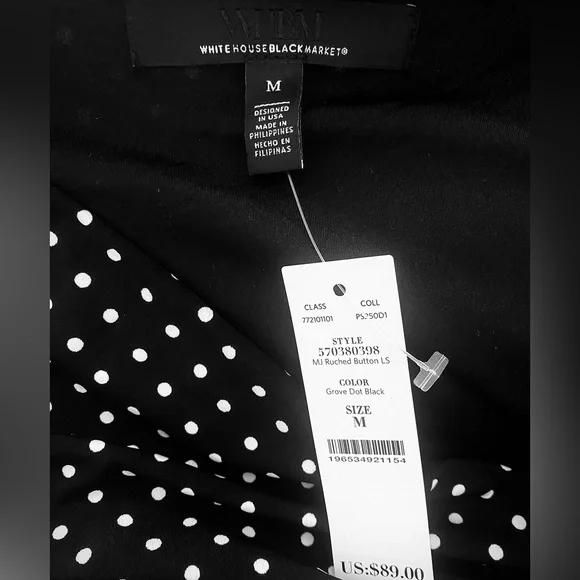 WHBM
WHITE HOUSE BLACK MARKET®
M
DESIGNED
IN USA
MADE IN
PHILIPPINES
HECHO EN
FILIPINAS
CLASS COLL
772101101 PS250D1
STYLE
570380398
MJ Ruched Button LS
COLOR
Grove Dot Black
SIZE
M
196534921154
US:$89.00